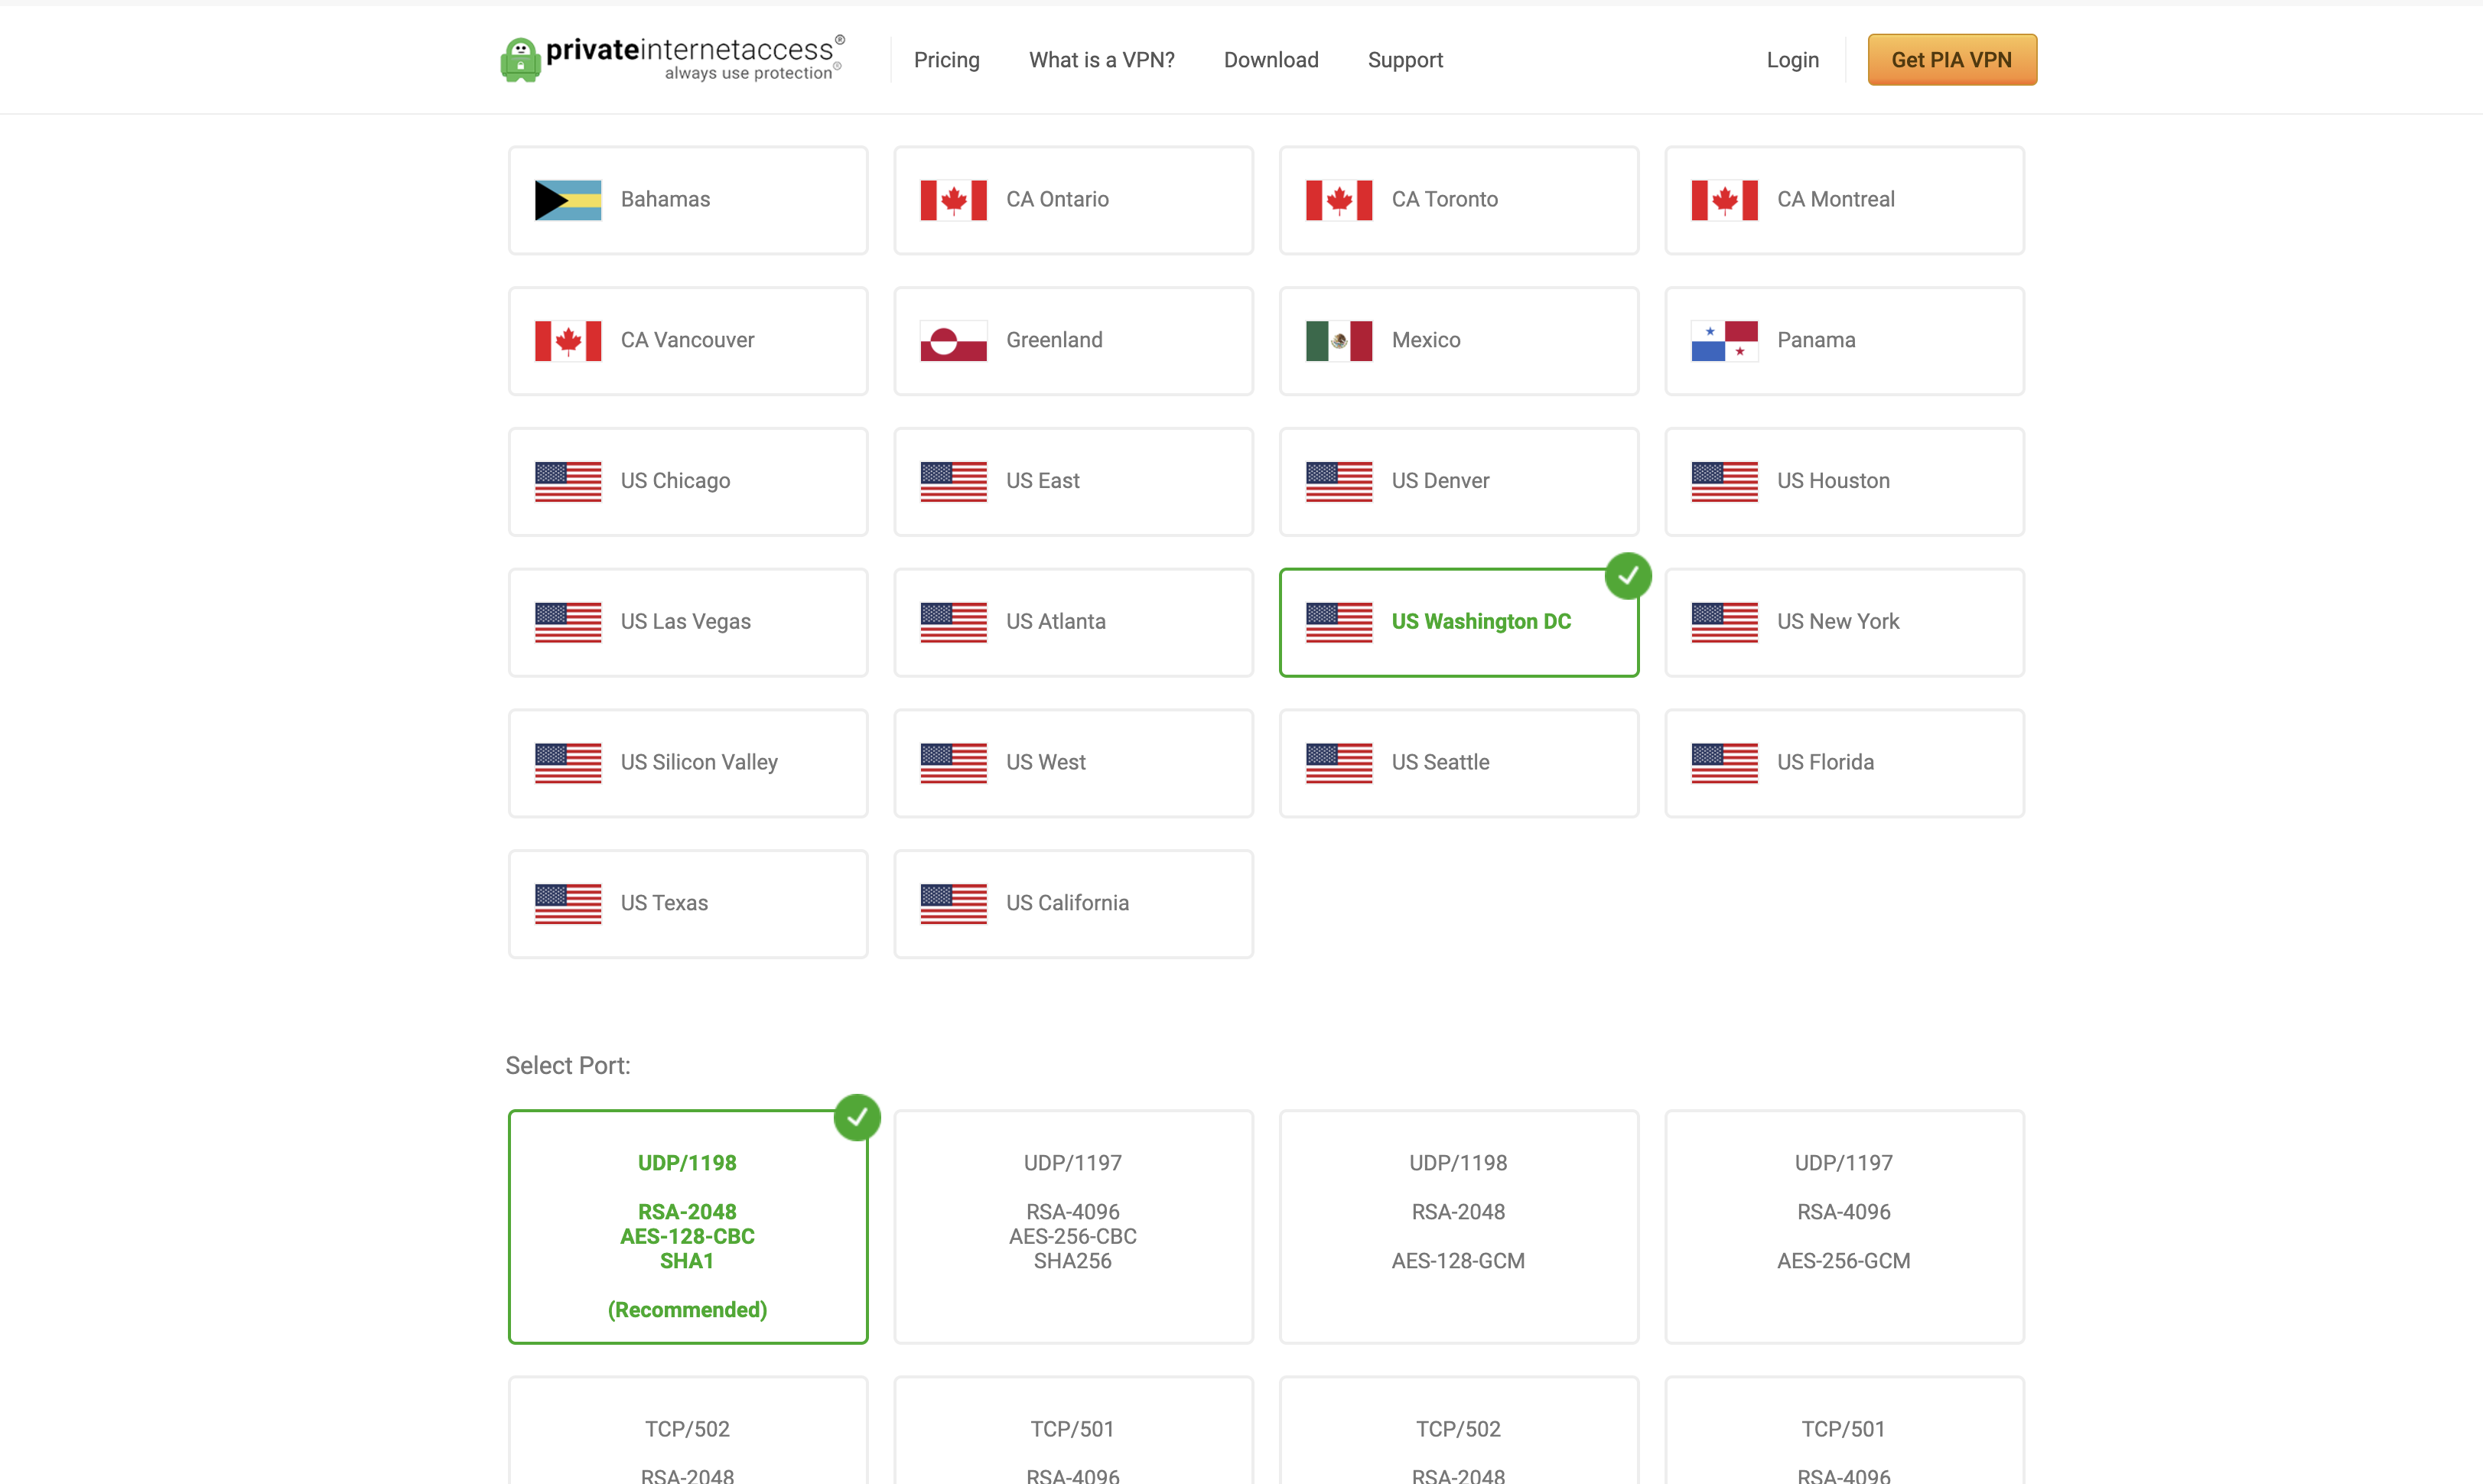 privateinternetaccess®
always use protection®
Pricing
What is a VPN?
Download
Support
Login
Get PIA VPN
Bahamas
CA Ontario
CA Toronto
CA Montreal
CA Vancouver
Greenland
Mexico
Panama
US Chicago
US East
US Denver
US Houston
US Las Vegas
US Atlanta
US Washington DC
US New York
US Silicon Valley
US West
US Seattle
US Florida
US Texas
US California
Select Port:
UDP/1198
RSA-2048
AES-128-CBC
SHA1
(Recommended)
UDP/1197
RSA-4096
AES-256-CBC
SHA256
UDP/1198
RSA-2048
AES-128-GCM
UDP/1197
RSA-4096
AES-256-GCM
TCP/502
RSA-2048
TCP/501
RSA-4096
TCP/502
RSA-2048
TCP/501
RSA-4096